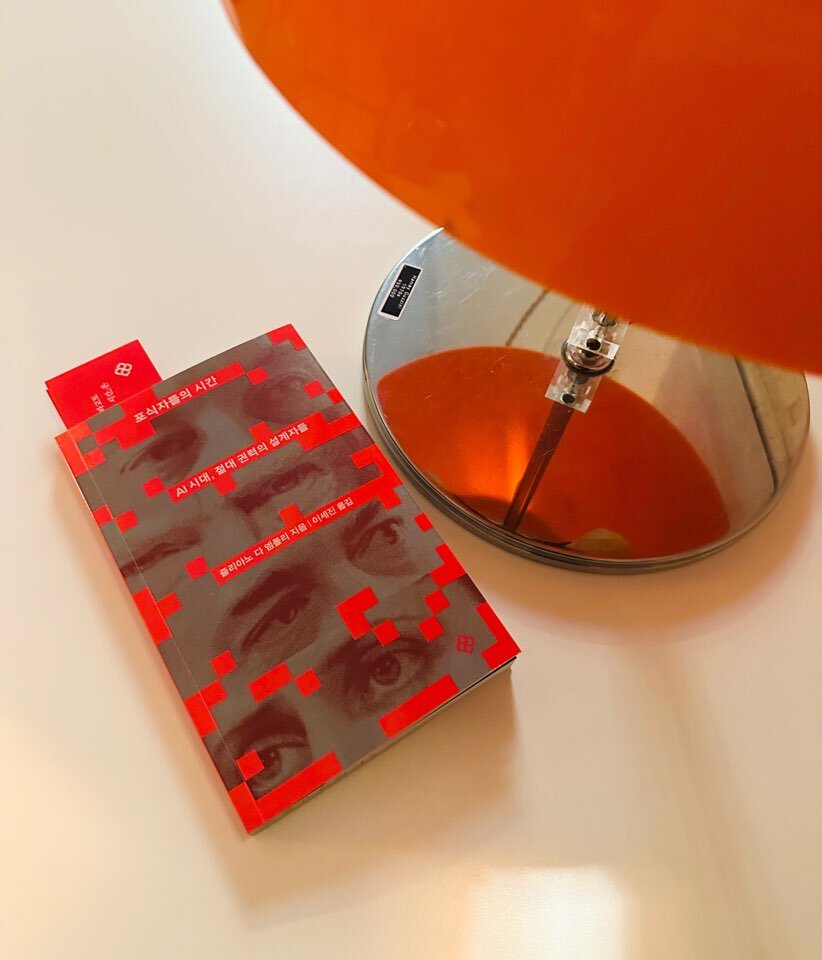 포식자들의 시간
AI 시대, 절대 권력의 설계자들
줄리아노 다 엠폴리 지음 | 이세진 옮김